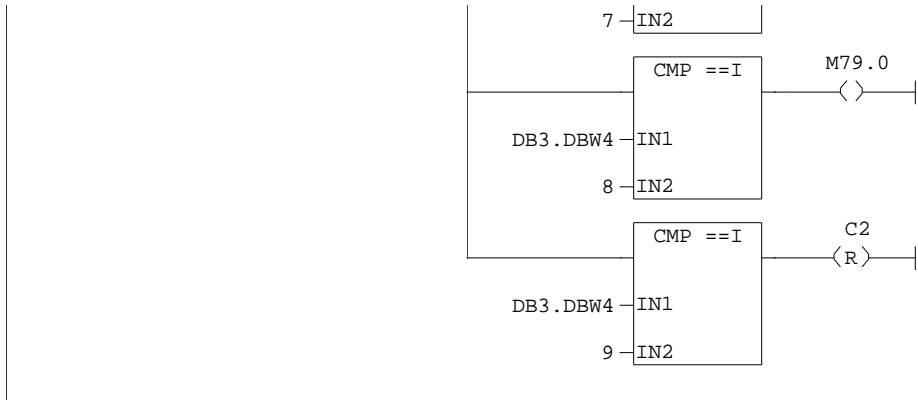 7 IN2
CMP ==I M79.0
( )
DB3.DBW4 IN1
8 IN2
CMP ==I C2
(R)
DB3.DBW4 IN1
9 IN2